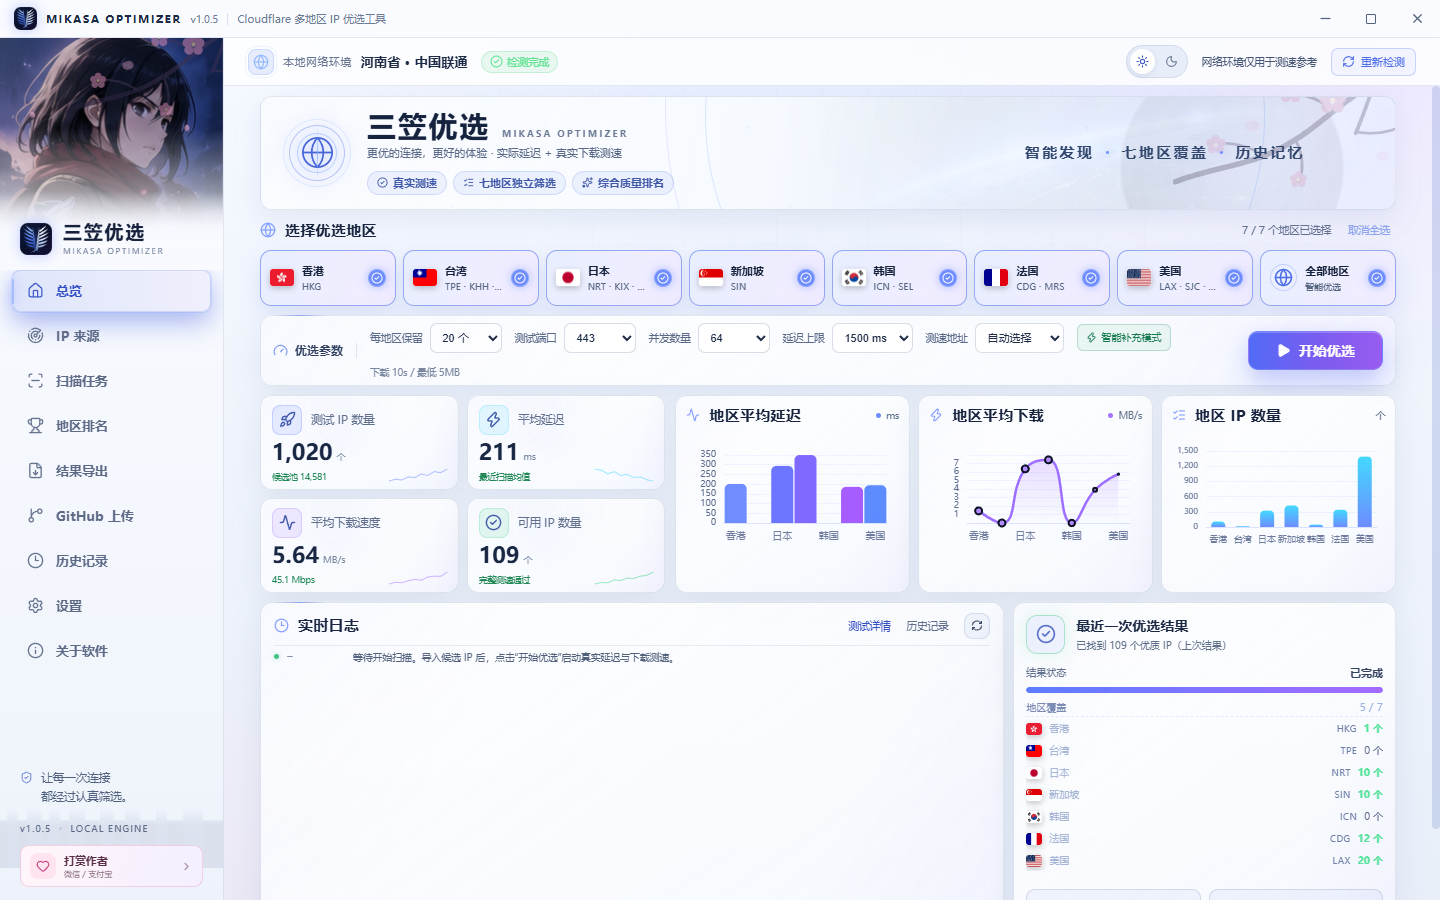 MIKASA OPTIMIZER v1.0.5 Cloudflare 多地区 IP 优选工具
本地网络环境 河南省 • 中国联通 检测完成 网络环境仅用于测速参考 重新检测
三笠优选
MIKASA OPTIMIZER
总览
IP 来源
扫描任务
地区排名
结果导出
GitHub 上传
历史记录
设置
关于软件
让每一次连接
都经过认真筛选。
v1.0.5 · LOCAL ENGINE
打赏作者
微信 / 支付宝
三笠优选 MIKASA OPTIMIZER
更优的连接，更好的体验 · 实际延迟 + 真实下载测速
真实测速 七地区独立筛选 综合质量排名
智能发现 · 七地区覆盖 · 历史记忆
选择优选地区 7 / 7 个地区已选择 取消全选
香港
HKG
台湾
TPE · KHH ·...
日本
NRT · KIX · ...
新加坡
SIN
韩国
ICN · SEL
法国
CDG · MRS
美国
LAX · SJC · ...
全部地区
智能优选
优选参数
每地区保留 20 个 测试端口 443 并发数量 64 延迟上限 1500 ms 测速地址 自动选择 智能补充模式
下载 10s / 最低 5MB
开始优选
测试 IP 数量
1,020 个
候选池 14,581
平均延迟
211 ms
最近扫描均值
平均下载速度
5.64 MB/s
45.1 Mbps
可用 IP 数量
109 个
完整测速通过
地区平均延迟 ms
350
300
250
200
150
100
50
0
香港 日本 韩国 美国
地区平均下载 MB/s
7
6
5
4
3
2
1
香港 日本 韩国 美国
地区 IP 数量 个
1,500
1,200
900
600
300
0
香港 台湾 日本 新加坡 韩国 法国 美国
实时日志 测试详情 历史记录
– 等待开始扫描。导入候选 IP 后，点击“开始优选”启动真实延迟与下载测速。
最近一次优选结果
已找到 109 个优质 IP（上次结果）
结果状态 已完成
地区覆盖 5 / 7
香港 HKG 1 个
台湾 TPE 0 个
日本 NRT 10 个
新加坡 SIN 10 个
韩国 ICN 0 个
法国 CDG 12 个
美国 LAX 20 个